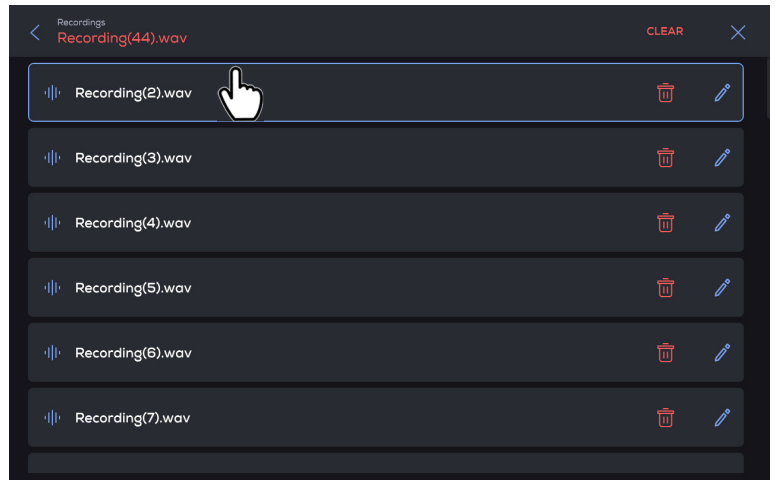 Recordings
Recording(44).wav
CLEAR
Recording(2).wav
Recording(3).wav
Recording(4).wav
Recording(5).wav
Recording(6).wav
Recording(7).wav